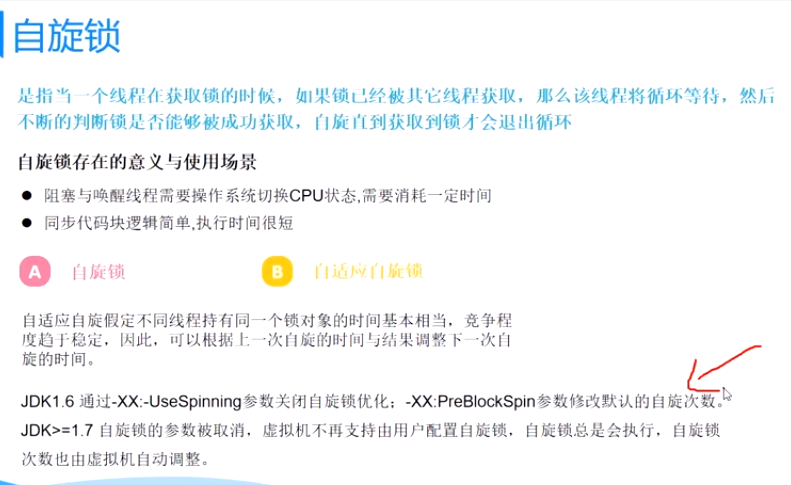 自旋锁
是指当一个线程在获取锁的时候，如果锁已经被其它线程获取，那么该线程将循环等待，然后
不断的判断锁是否能够被成功获取，自旋直到获取到锁才会退出循环
自旋锁存在的意义与使用场景
● 阻塞与唤醒线程需要操作系统切换CPU状态,需要消耗一定时间
● 同步代码块逻辑简单,执行时间很短
A 自旋锁 B 自适应自旋锁
自适应自旋假定不同线程持有同一个锁对象的时间基本相当，竞争程
度趋于稳定，因此，可以根据上一次自旋的时间与结果调整下一次自
旋的时间。
JDK1.6 通过-XX:-UseSpinning参数关闭自旋锁优化；-XX:PreBlockSpin参数修改默认的自旋次数。
JDK>=1.7 自旋锁的参数被取消，虚拟机不再支持由用户配置自旋锁，自旋锁总是会执行，自旋锁
次数也由虚拟机自动调整。